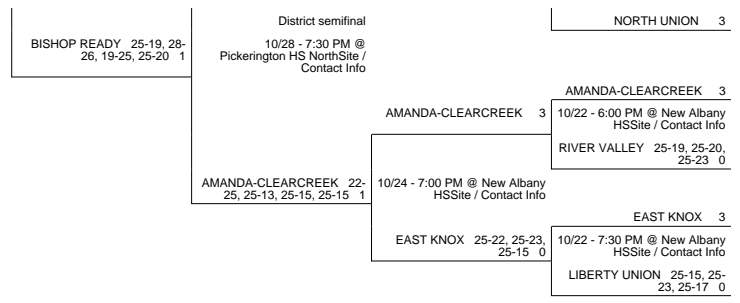 District semifinal
NORTH UNION 3
BISHOP READY 25-19, 28-
26, 19-25, 25-20 1
10/28 - 7:30 PM @
Pickerington HS NorthSite /
Contact Info
AMANDA-CLEARCREEK 3
AMANDA-CLEARCREEK 3
10/22 - 6:00 PM @ New Albany
HSSite / Contact Info
RIVER VALLEY 25-19, 25-20,
25-23 0
AMANDA-CLEARCREEK 22-
25, 25-13, 25-15, 25-15 1
10/24 - 7:00 PM @ New Albany
HSSite / Contact Info
EAST KNOX 3
EAST KNOX 25-22, 25-23,
25-15 0
10/22 - 7:30 PM @ New Albany
HSSite / Contact Info
LIBERTY UNION 25-15, 25-
23, 25-17 0